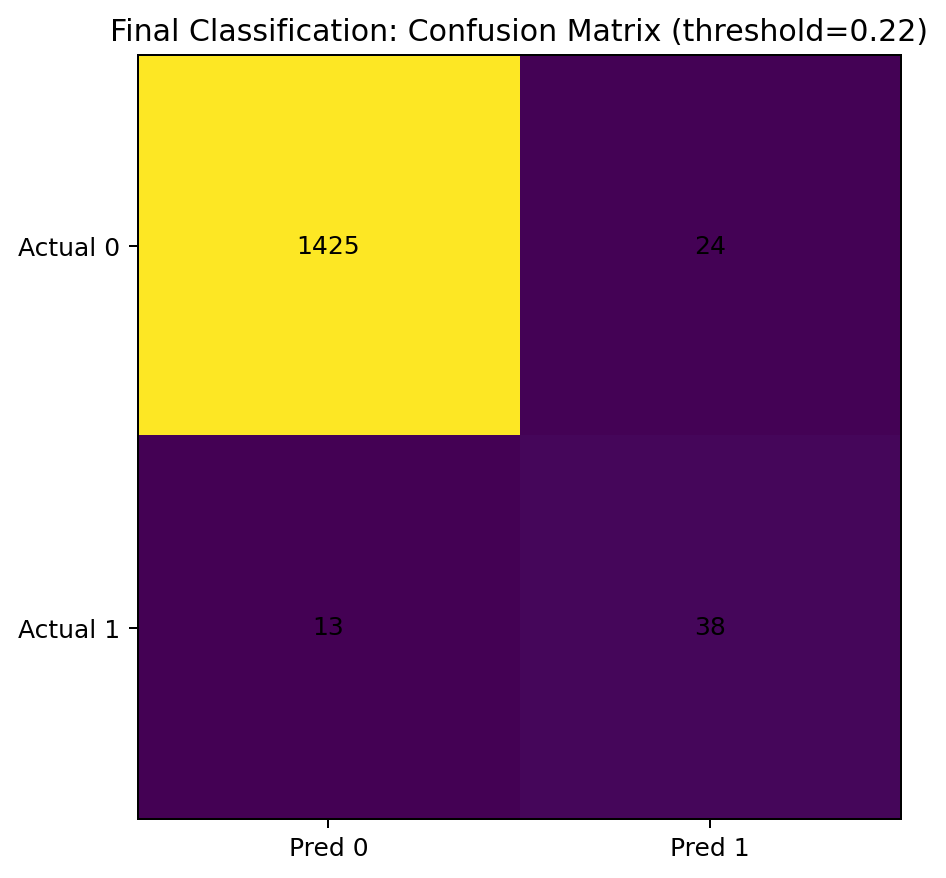 Final Classification: Confusion Matrix (threshold=0.22)
Actual 0
1425
24
Actual 1
13
38
Pred 0
Pred 1